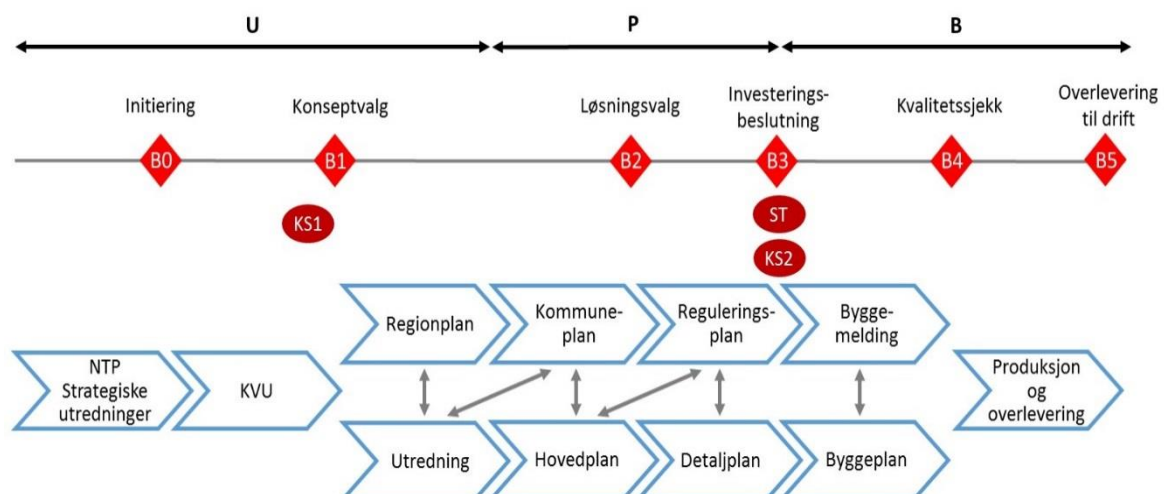 U
P
B
Initiering
Konseptvalg
Løsningsvalg
Investerings-
beslutning
Kvalitetssjekk
Overlevering
til drift
B0
B1
B2
B3
B4
B5
KS1
ST
KS2
Regionplan
Kommune-
plan
Regulerings-
plan
Bygge-
melding
NTP
Strategiske
utredninger
KVU
Produksjon
og
overlevering
Utredning
Hovedplan
Detaljplan
Byggeplan